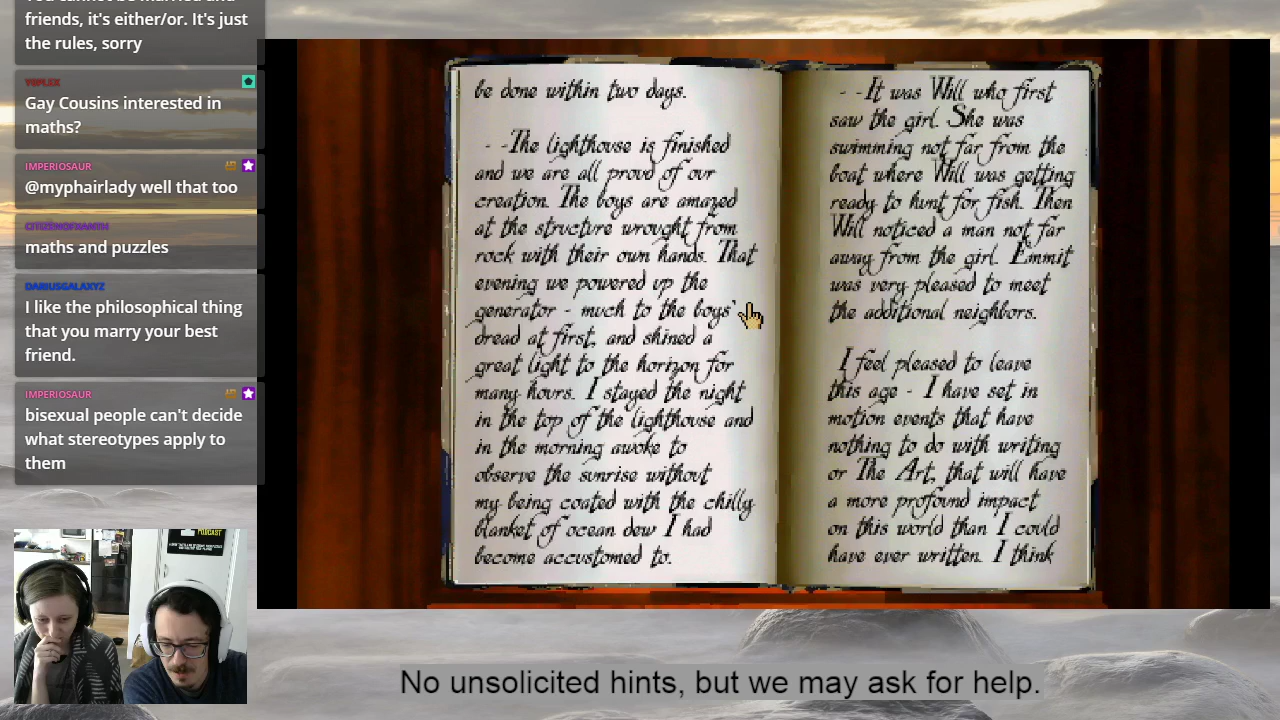 friends, it's either/or. It's just
the rules, sorry
Gay Cousins interested in
maths?
IMPERIOSAUR
@myphairlady well that too
maths and puzzles
DARIUSGALAXYZ
I like the philosophical thing
that you marry your best
friend.
IMPERIOSAUR
bisexual people can't decide
what stereotypes apply to
them
be done within two days.
- -The lighthouse is finished
and we are all proud of our
creation. The boys are amazed
at the structure wrought from
rock with their own hands. That
evening we powered up the
generator - much to the boys'
dread at first, and shined a
great light to the horizon for
many hours. I stayed the night
in the top of the lighthouse and
in the morning awoke to
observe the sunrise without
my being coated with the chilly
blanket of ocean dew I had
become accustomed to.
- -It was Will who first
saw the girl. She was
swimming not far from the
boat where Will was getting
ready to hunt for fish. Then
Will noticed a man not far
away from the girl. Emmit
was very pleased to meet
the additional neighbors.
I feel pleased to leave
this age - I have set in
motion events that have
nothing to do with writing
or The Art, that will have
a more profound impact
on this world than I could
have ever written. I think
PODCAST
No unsolicited hints, but we may ask for help.